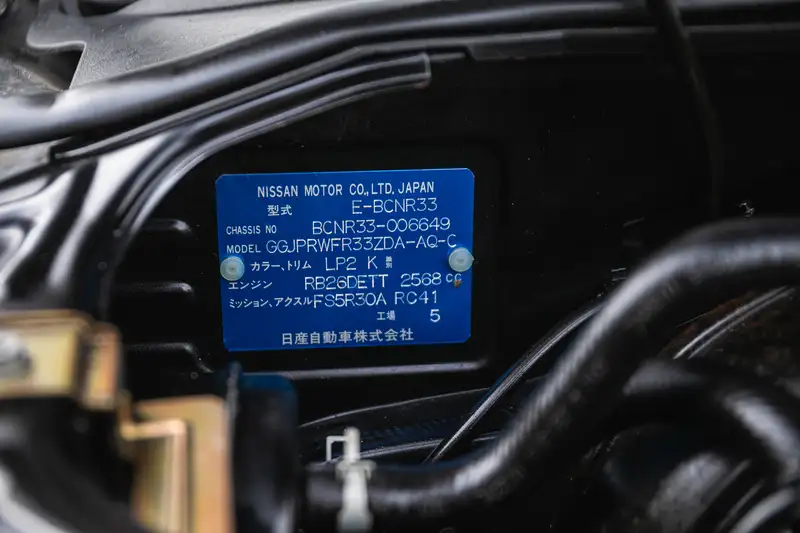 NISSAN MOTOR CO.,LTD. JAPAN
型式 E-BCNR33
CHASSIS NO BCNR33-006649
MODEL GGJPRWFR33ZDA-AQ-C
カラー、トリム LP2 K
エンジン RB26DETT 2568 cc
ミッション、アクスル FS5R30A RC41
工場 5
日産自動車株式会社